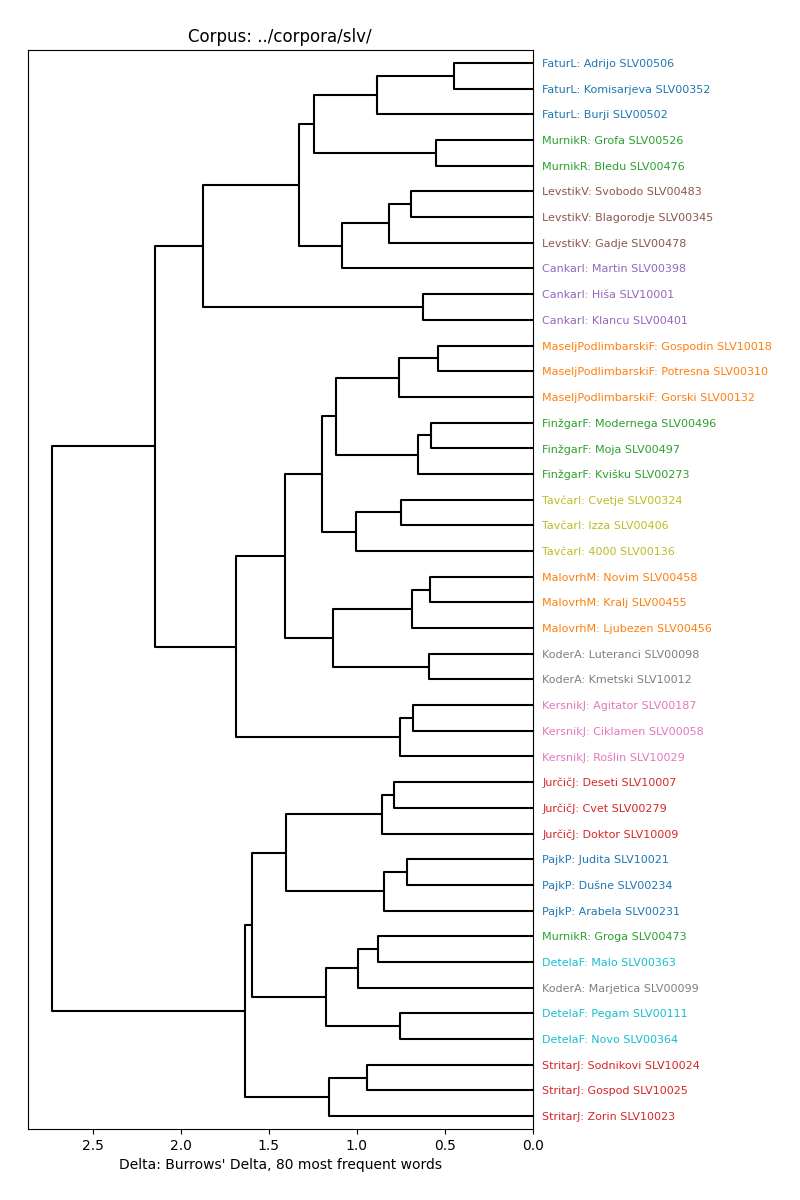 Corpus: ../corpora/slv/
FaturL: Adrijo SLV00506
FaturL: Komisarjeva SLV00352
FaturL: Burji SLV00502
MurnikR: Grofa SLV00526
MurnikR: Bledu SLV00476
LevstikV: Svobodo SLV00483
LevstikV: Blagorodje SLV00345
LevstikV: Gadje SLV00478
CankarI: Martin SLV00398
CankarI: Hiša SLV10001
CankarI: Klancu SLV00401
MaseljPodlimbarskiF: Gospodin SLV10018
MaseljPodlimbarskiF: Potresna SLV00310
MaseljPodlimbarskiF: Gorski SLV00132
FinžgarF: Modernega SLV00496
FinžgarF: Moja SLV00497
FinžgarF: Kvišku SLV00273
TavčarI: Cvetje SLV00324
TavčarI: Izza SLV00406
TavčarI: 4000 SLV00136
MalovrhM: Novim SLV00458
MalovrhM: Kralj SLV00455
MalovrhM: Ljubezen SLV00456
KoderA: Luteranci SLV00098
KoderA: Kmetski SLV10012
KersnikJ: Agitator SLV00187
KersnikJ: Ciklamen SLV00058
KersnikJ: Rošlin SLV10029
JurčičJ: Deseti SLV10007
JurčičJ: Cvet SLV00279
JurčičJ: Doktor SLV10009
PajkP: Judita SLV10021
PajkP: Dušne SLV00234
PajkP: Arabela SLV00231
MurnikR: Groga SLV00473
DetelaF: Malo SLV00363
KoderA: Marjetica SLV00099
DetelaF: Pegam SLV00111
DetelaF: Novo SLV00364
StritarJ: Sodnikovi SLV10024
StritarJ: Gospod SLV10025
StritarJ: Zorin SLV10023
2.5 2.0 1.5 1.0 0.5 0.0
Delta: Burrows' Delta, 80 most frequent words